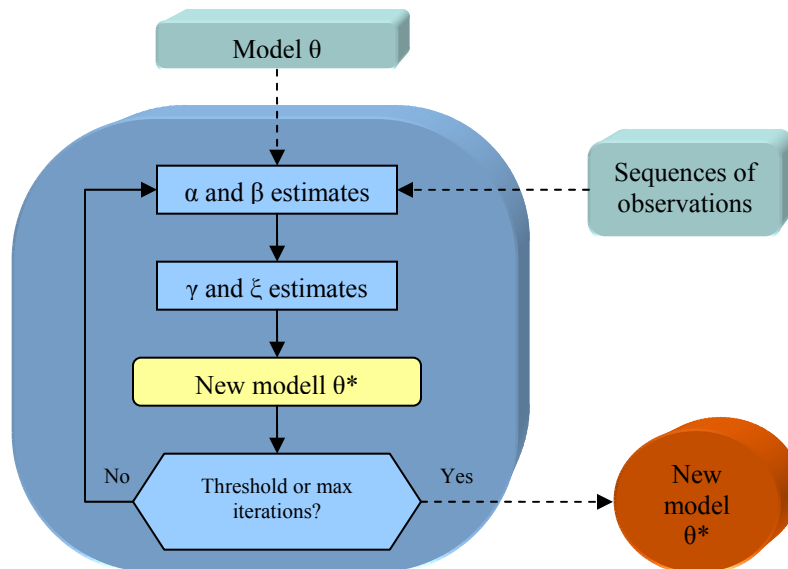 Model θ
α and β estimates
Sequences of
observations
γ and ξ estimates
New modell θ*
No
Threshold or max
iterations?
Yes
New
model
θ*